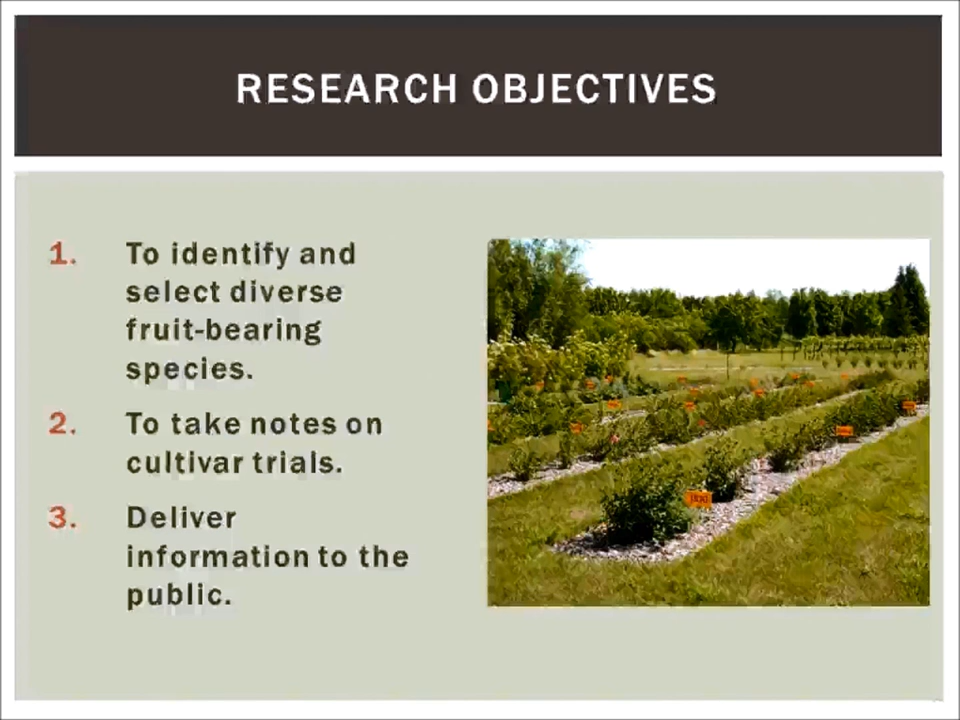 RESEARCH OBJECTIVES
1. To identify and
select diverse
fruit-bearing
species.
2. To take notes on
cultivar trials.
3. Deliver
information to the
public.